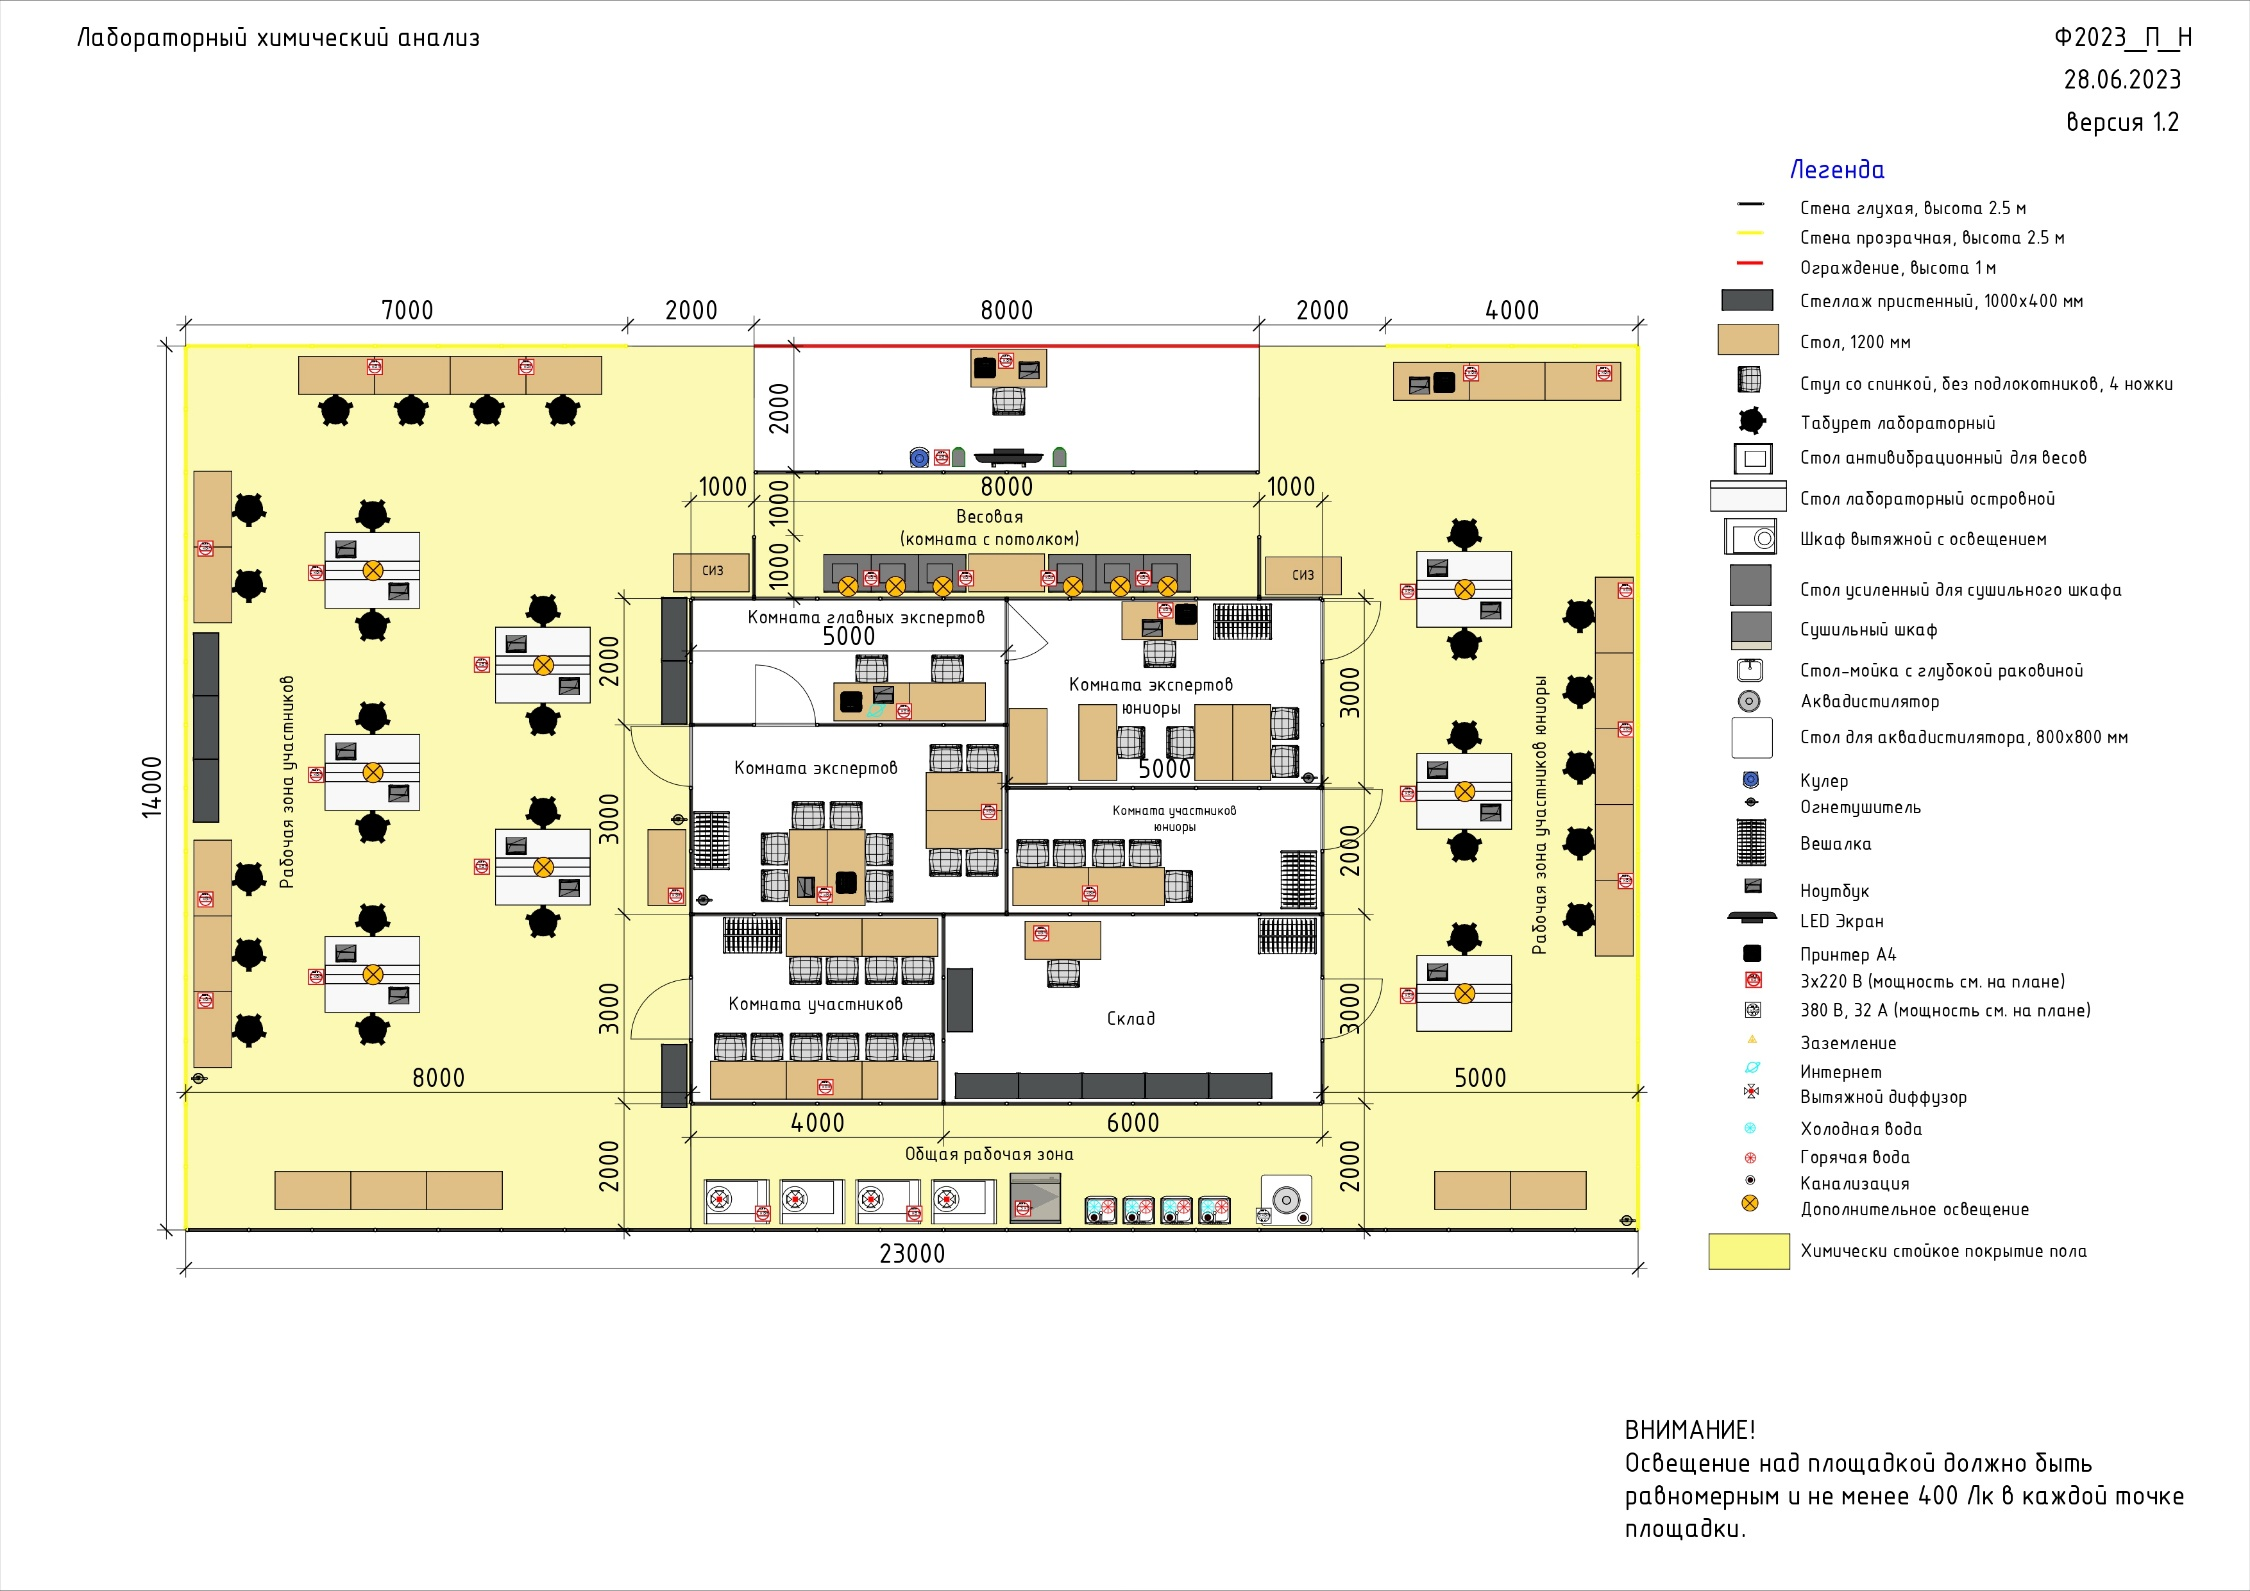 Лабораторный химический анализ
Ф2023_П_Н
28.06.2023
версия 1.2
Легенда
Стена глухая, высота 2.5 м
Стена прозрачная, высота 2.5 м
Ограждение, высота 1 м
Стеллаж пристенный, 1000х400 мм
Стол, 1200 мм
Стул со спинкой, без подлокотников, 4 ножки
Табурет лабораторный
Стол антивибрационный для весов
Стол лабораторный островной
Шкаф вытяжной с освещением
Стол усиленный для сушильного шкафа
Сушильный шкаф
Стол-мойка с глубокой раковиной
Аквадистилятор
Стол для аквадистилятора, 800х800 мм
Кулер
Огнетушитель
Вешалка
Ноутбук
LED Экран
Принтер А4
3х220 В (мощность см. на плане)
380 В, 32 А (мощность см. на плане)
Заземление
Интернет
Вытяжной диффузор
Холодная вода
Горячая вода
Канализация
Дополнительное освещение
Химически стойкое покрытие пола
7000
2000
8000
2000
4000
2000
1000
8000
1000
1000
Весовая
(комната с потолком)
1000
СИЗ
СИЗ
Комната главных экспертов
5000
2000
Комната экспертов
юниоры
3000
5000
Рабочая зона участников
Рабочая зона участников юниоры
14000
Комната экспертов
3000
Комната участников
юниоры
2000
Комната участников
3000
Склад
3000
8000
5000
4000
6000
2000
Общая рабочая зона
2000
23000
ВНИМАНИЕ!
Освещение над площадкой должно быть
равномерным и не менее 400 Лк в каждой точке
площадки.